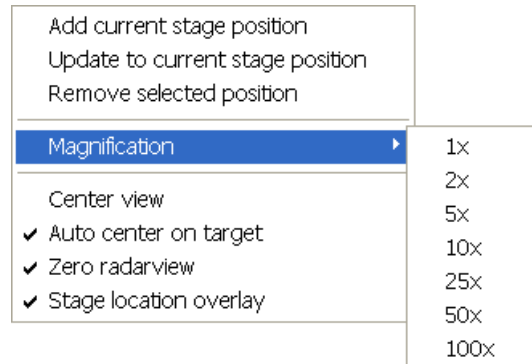 Add current stage position
Update to current stage position
Remove selected position
Magnification
1x
2x
5x
10x
25x
50x
100x
Center view
Auto center on target
Zero radarview
Stage location overlay